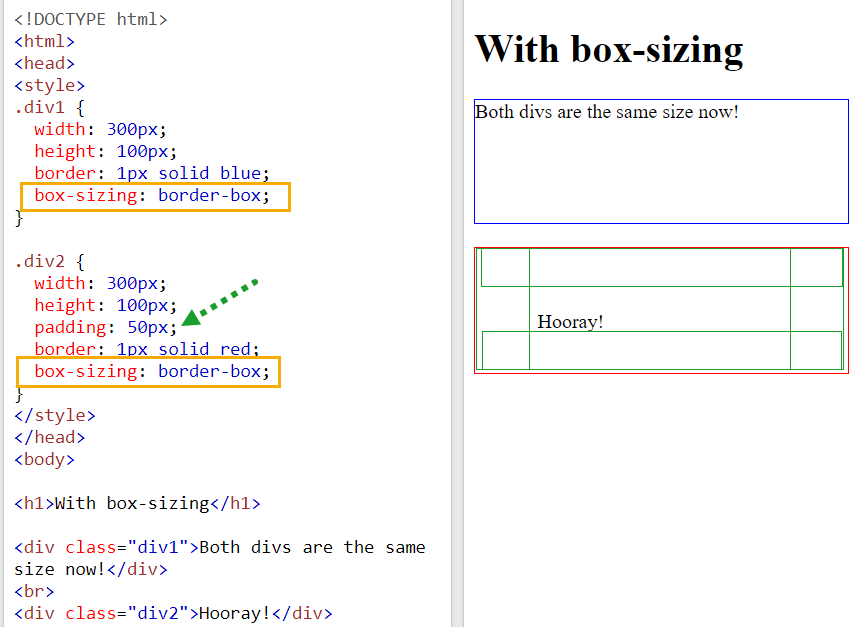 <!DOCTYPE html>
<html>
<head>
<style>
.div1 {
  width: 300px;
  height: 100px;
  border: 1px solid blue;
  box-sizing: border-box;
}

.div2 {
  width: 300px;
  height: 100px;
  padding: 50px;
  border: 1px solid red;
  box-sizing: border-box;
}
</style>
</head>
<body>

<h1>With box-sizing</h1>

<div class="div1">Both divs are the same
size now!</div>
<br>
<div class="div2">Hooray!</div>
With box-sizing
Both divs are the same size now!
Hooray!